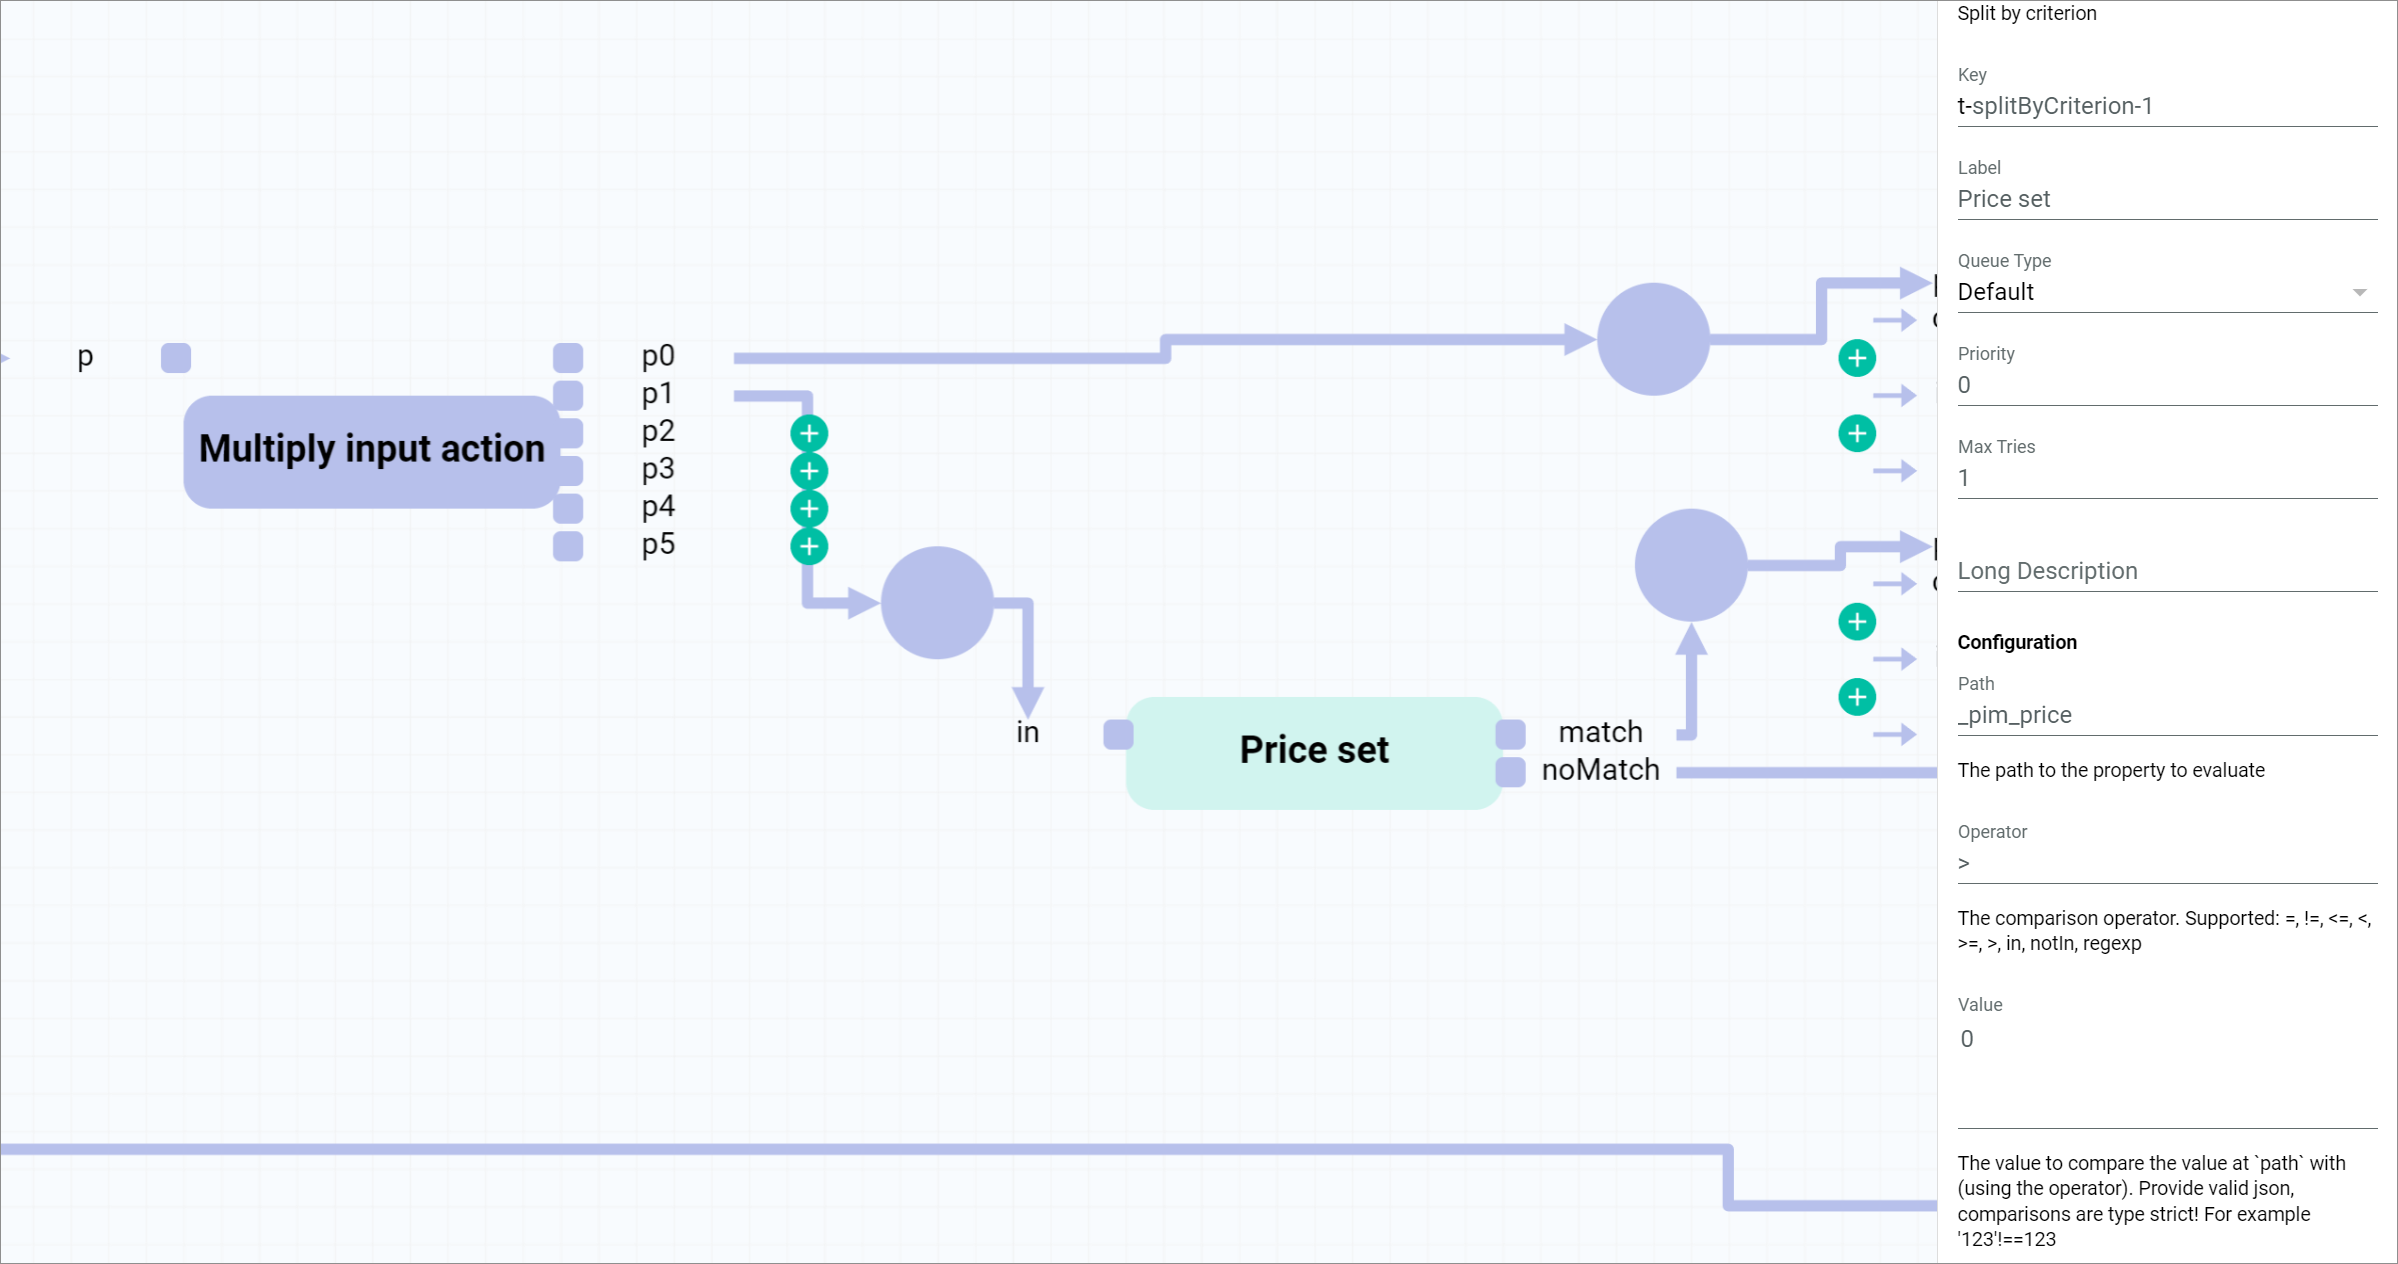 p
Multiply input action
p0
p1
p2
p3
p4
p5
in
Price set
match
noMatch
Split by criterion
Key
t-splitByCriterion-1
Label
Price set
Queue Type
Default
Priority
0
Max Tries
1
Long Description
Configuration
Path
_pim_price
The path to the property to evaluate
Operator
>
The comparison operator. Supported: =, !=, <=, <,
>=, >, in, notIn, regexp
Value
0
The value to compare the value at `path` with
(using the operator). Provide valid json,
comparisons are type strict! For example
'123'!==123